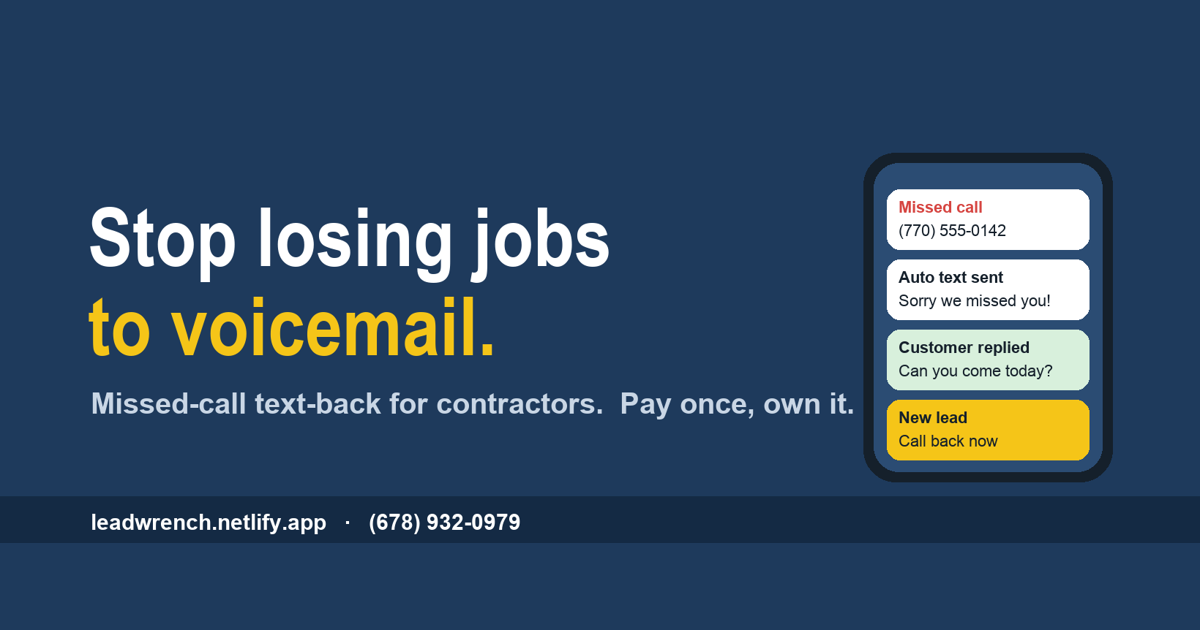 Stop losing jobs
to voicemail.
Missed-call text-back for contractors.  Pay once, own it.
Missed call
(770) 555-0142
Auto text sent
Sorry we missed you!
Customer replied
Can you come today?
New lead
Call back now
leadwrench.netlify.app · (678) 932-0979